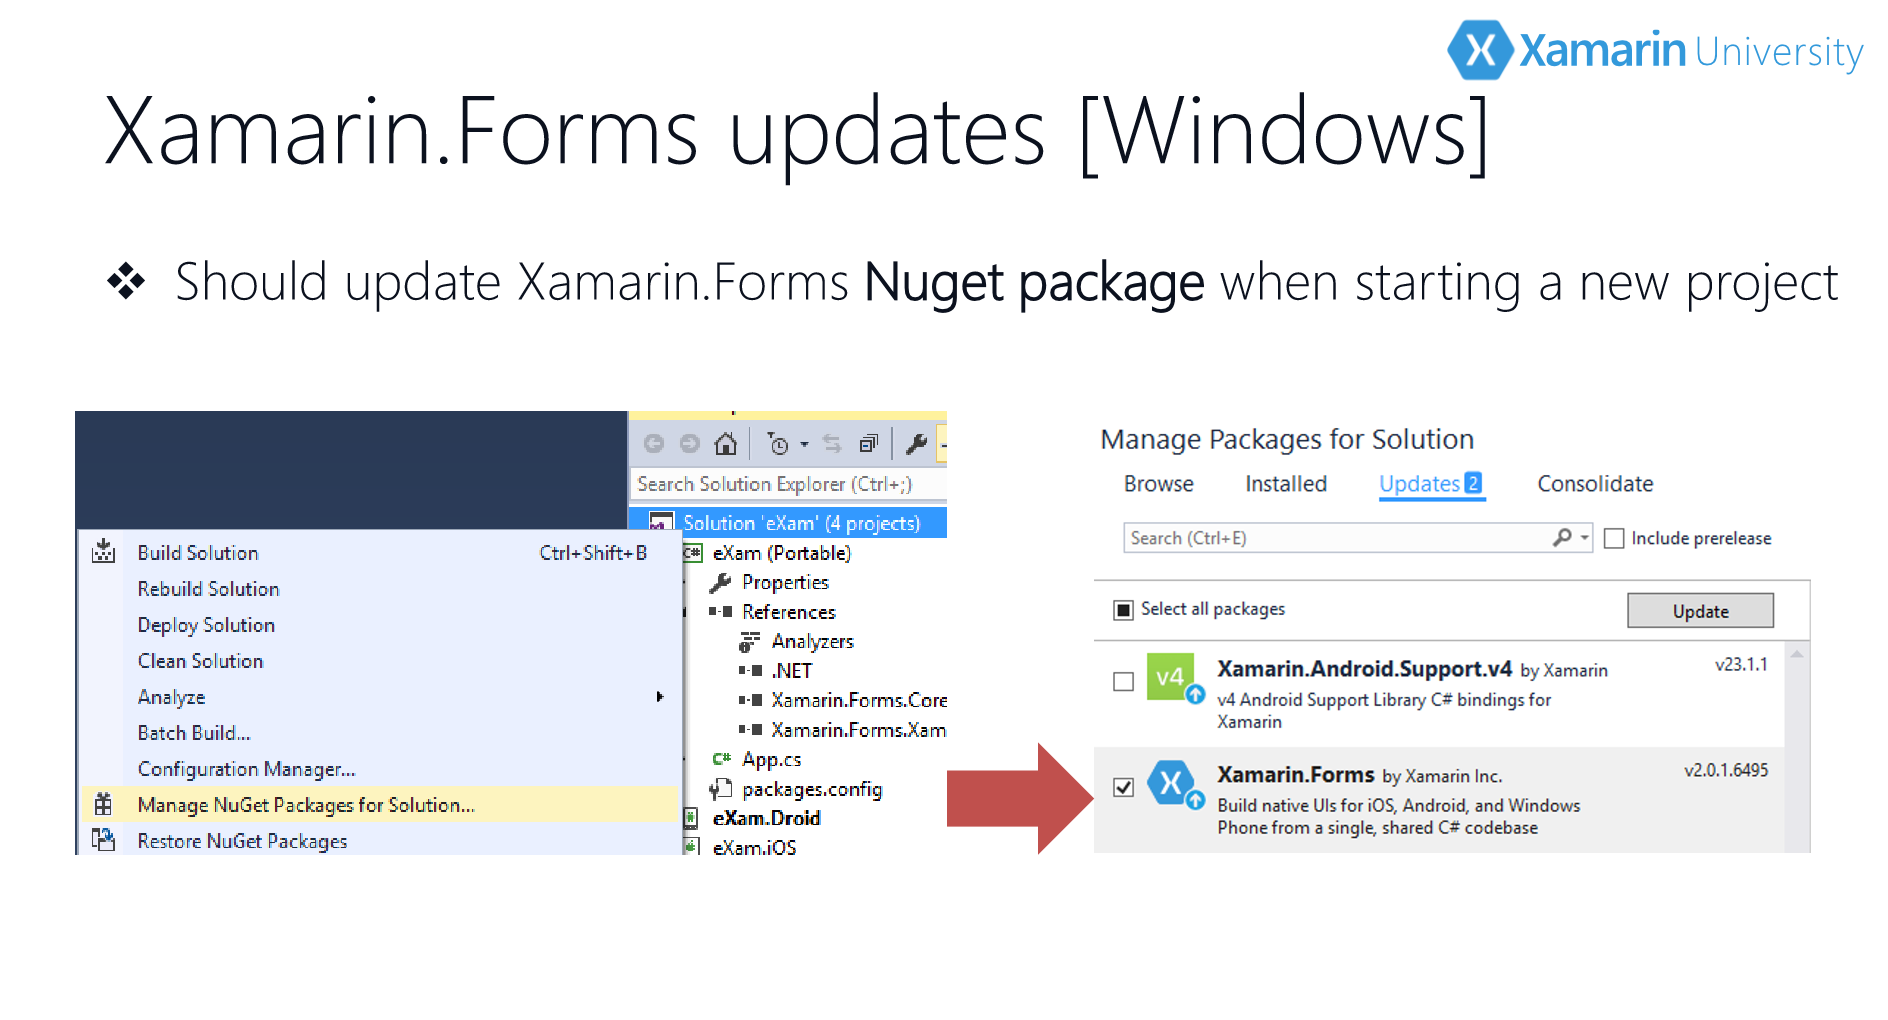 Xamarin University
Xamarin.Forms updates [Windows]
❖ Should update Xamarin.Forms Nuget package when starting a new project
Search Solution Explorer (Ctrl+;)
Solution 'eXam' (4 projects)
C# eXam (Portable)
Properties
References
Analyzers
.NET
Xamarin.Forms.Core
Xamarin.Forms.Xam
C# App.cs
packages.config
eXam.Droid
eXam.iOS
Build Solution Ctrl+Shift+B
Rebuild Solution
Deploy Solution
Clean Solution
Analyze
Batch Build...
Configuration Manager...
Manage NuGet Packages for Solution...
Restore NuGet Packages
Manage Packages for Solution
Browse Installed Updates 2 Consolidate
Search (Ctrl+E) Include prerelease
Select all packages Update
v4 Xamarin.Android.Support.v4 by Xamarin v23.1.1
v4 Android Support Library C# bindings for
Xamarin
Xamarin.Forms by Xamarin Inc. v2.0.1.6495
Build native UIs for iOS, Android, and Windows
Phone from a single, shared C# codebase